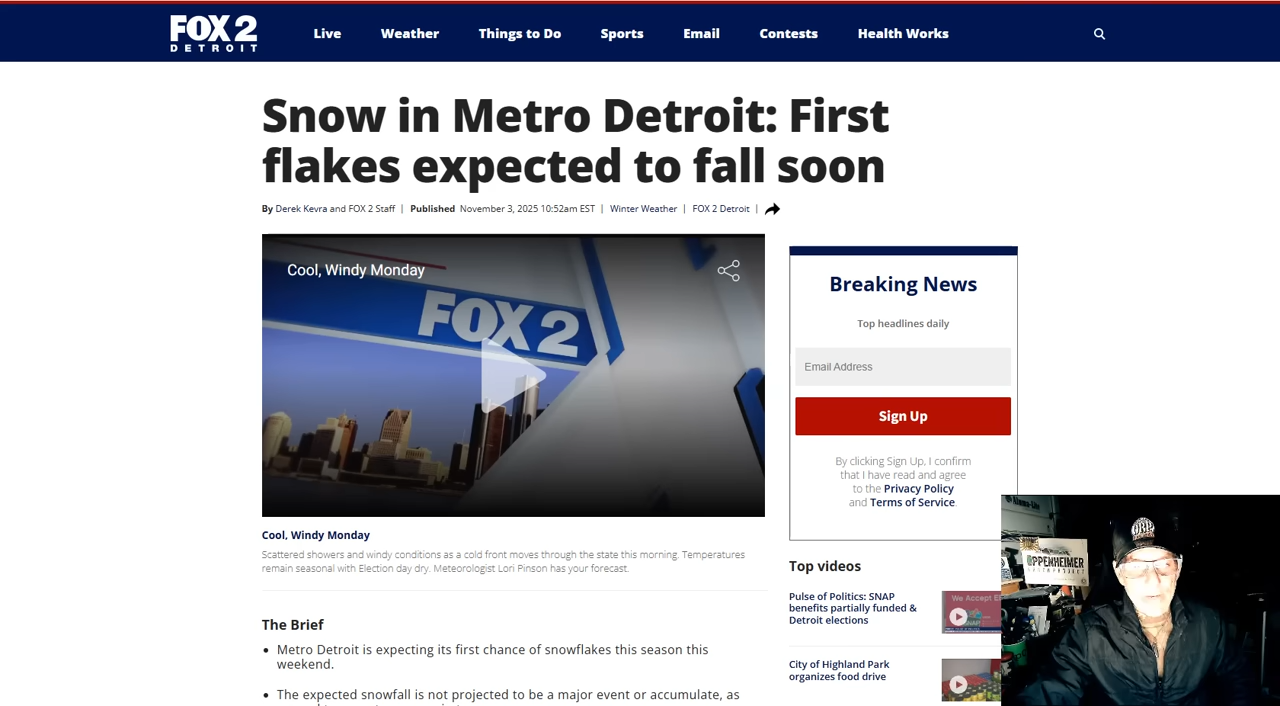 FOX 2
DETROIT
Live
Weather
Things to Do
Sports
Email
Contests
Health Works
Snow in Metro Detroit: First
flakes expected to fall soon
By Derek Kevra and FOX 2 Staff | Published November 3, 2025 10:52am EST | Winter Weather | FOX 2 Detroit |
Cool, Windy Monday
FOX 2
Cool, Windy Monday
Scattered showers and windy conditions as a cold front moves through the state this morning. Temperatures
remain seasonal with Election day dry. Meteorologist Lori Pinson has your forecast.
The Brief
• Metro Detroit is expecting its first chance of snowflakes this season this
weekend.
• The expected snowfall is not projected to be a major event or accumulate, as
Breaking News
Top headlines daily
Email Address
Sign Up
By clicking Sign Up, I confirm
that I have read and agree
to the Privacy Policy
and Terms of Service.
Top videos
Pulse of Politics: SNAP
benefits partially funded &
Detroit elections
We Accept
SNAP
City of Highland Park
organizes food drive
OPPENHEIMER